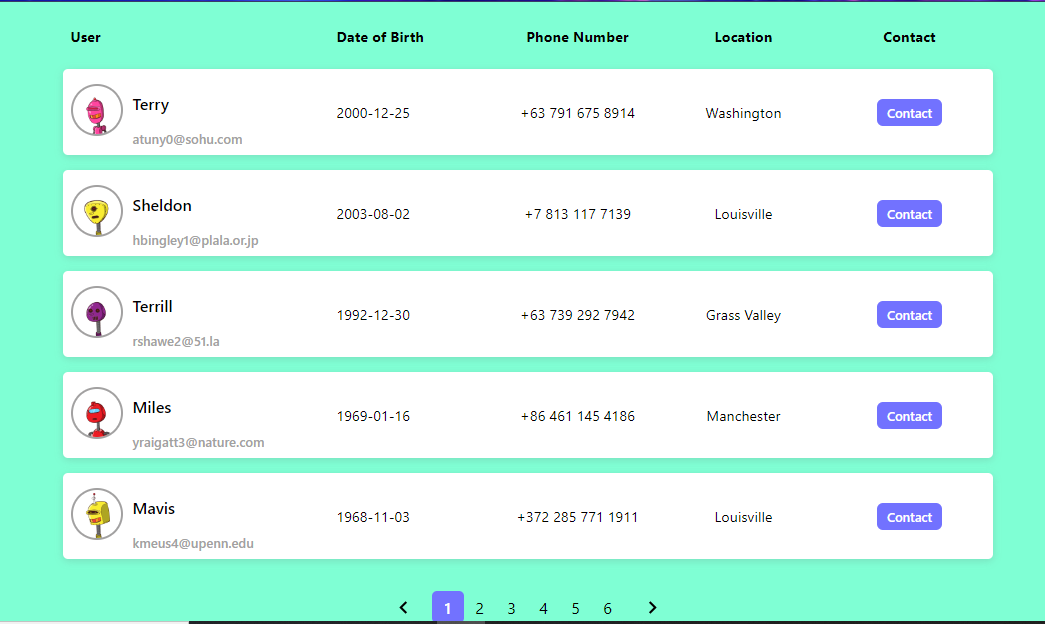 User Date of Birth Phone Number Location Contact
Terry
2000-12-25 +63 791 675 8914 Washington Contact
atuny0@sohu.com
Sheldon
2003-08-02 +7 813 117 7139 Louisville Contact
hbingley1@plala.or.jp
Terrill
1992-12-30 +63 739 292 7942 Grass Valley Contact
rshawe2@51.la
Miles
1969-01-16 +86 461 145 4186 Manchester Contact
yraigatt3@nature.com
Mavis
1968-11-03 +372 285 771 1911 Louisville Contact
kmeus4@upenn.edu
1 2 3 4 5 6